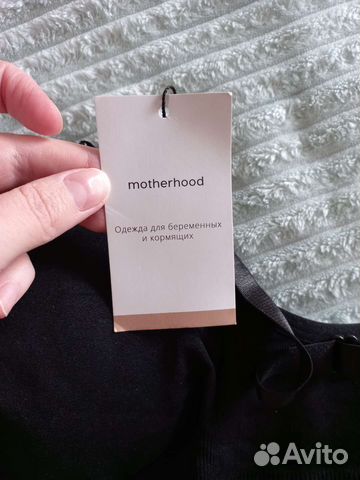 motherhood
Одежда для беременных
и кормящих
Avito